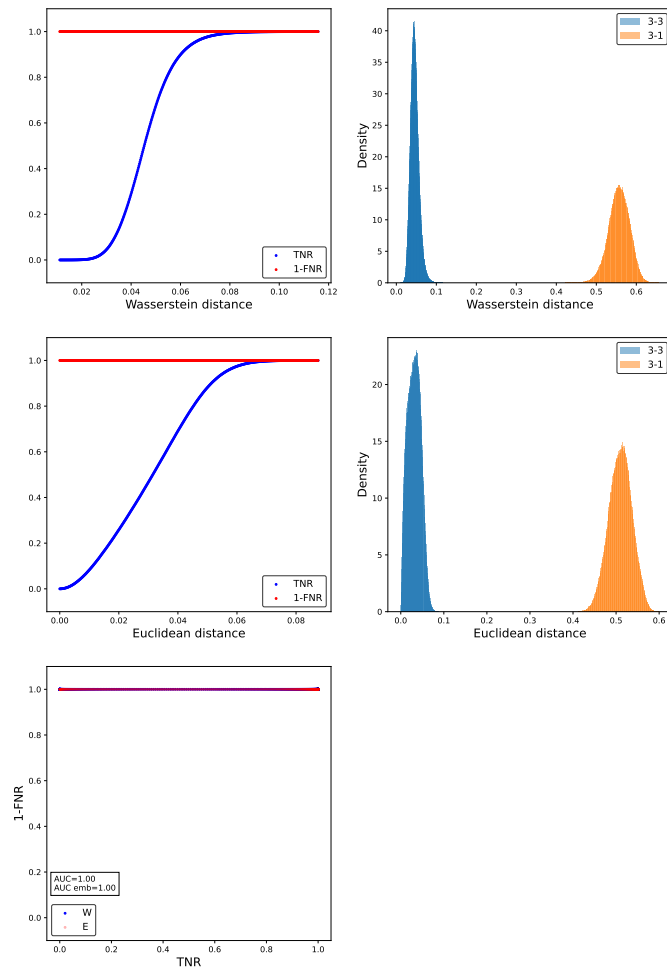 1.0
0.8
0.6
0.4
0.2
0.0
TNR
1-FNR
0.02 0.04 0.06 0.08 0.10 0.12
Wasserstein distance
3-3
3-1
40
35
30
25
20
15
10
5
0
Density
0.0 0.1 0.2 0.3 0.4 0.5 0.6
Wasserstein distance
1.0
0.8
0.6
0.4
0.2
0.0
TNR
1-FNR
0.00 0.02 0.04 0.06 0.08
Euclidean distance
3-3
3-1
20
15
10
5
0
Density
0.0 0.1 0.2 0.3 0.4 0.5 0.6
Euclidean distance
1.0
0.8
0.6
0.4
0.2
0.0
1-FNR
AUC=1.00
AUC emb=1.00
W
E
0.0 0.2 0.4 0.6 0.8 1.0
TNR